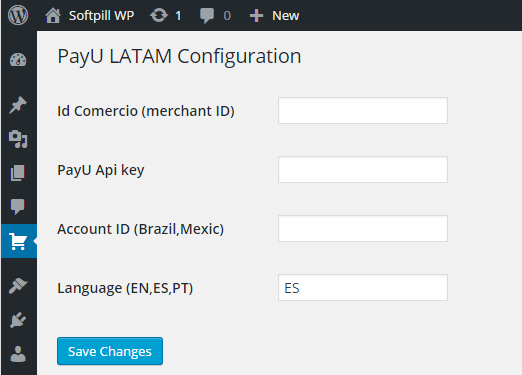 Softpill WP 1 0 New
PayU LATAM Configuration
Id Comercio (merchant ID)
PayU Api key
Account ID (Brazil,Mexic)
Language (EN,ES,PT) ES
Save Changes